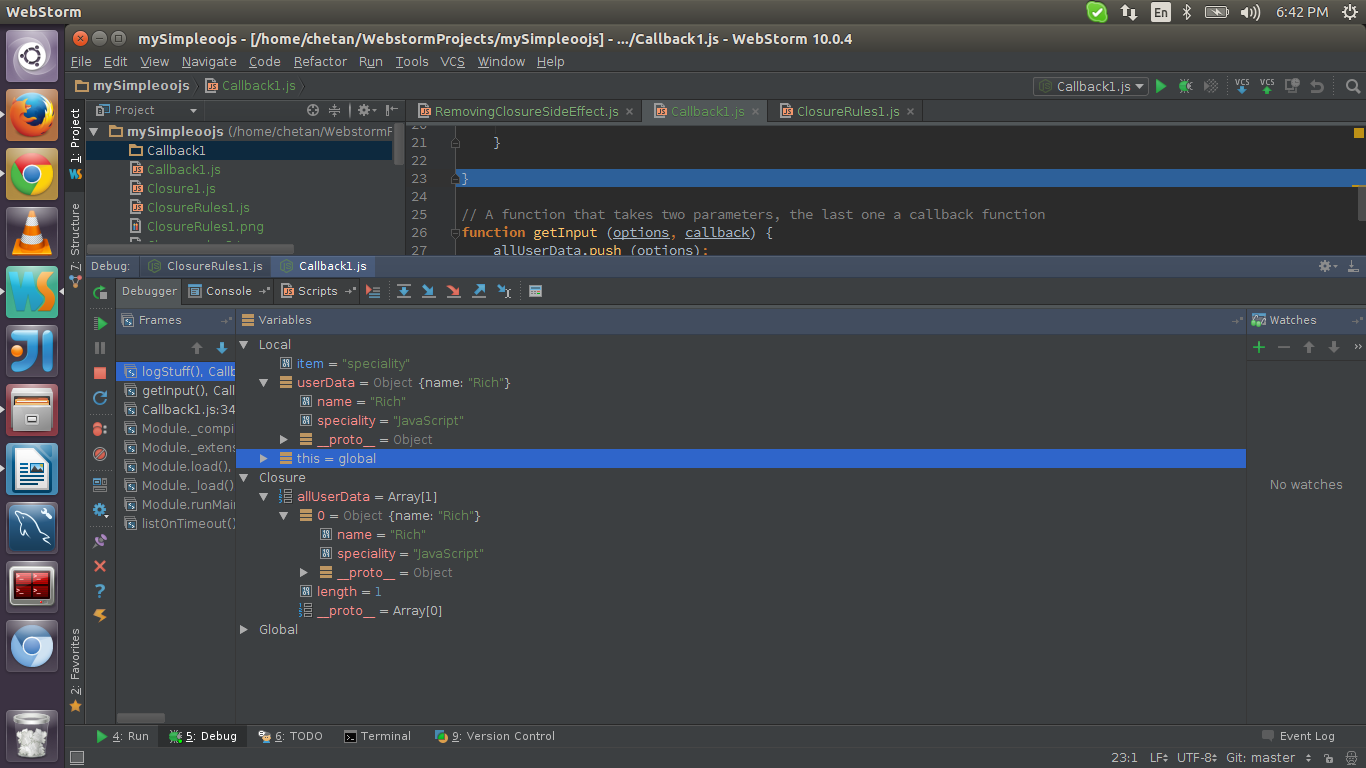 WebStorm
En
6:42 PM
mySimpleoojs - [/home/chetan/WebstormProjects/mySimpleoojs] - .../Callback1.js - WebStorm 10.0.4
File Edit View Navigate Code Refactor Run Tools VCS Window Help
mySimpleoojs Callback1.js
Callback1.js
VCS VCS
Project
RemovingClosureSideEffect.js Callback1.js ClosureRules1.js
1: Project
mySimpleoojs (/home/chetan/WebstormP
Callback1
Callback1.js
Closure1.js
ClosureRules1.js
ClosureRules1.png
21 }
22
23 }
24
25 // A function that takes two parameters, the last one a callback function
26 function getInput (options, callback) {
27 allUserData.push (options);
7: Structure
Debug: ClosureRules1.js Callback1.js
Debugger Console Scripts
Frames
Variables
Watches
logStuff(), Callb
getInput(), Call
Callback1.js:34
Module._compi
Module._extens
Module.load(),
Module._load()
Module.runMain
listOnTimeout()
Local
item = "speciality"
userData = Object {name: "Rich"}
name = "Rich"
speciality = "JavaScript"
__proto__ = Object
this = global
Closure
allUserData = Array[1]
0 = Object {name: "Rich"}
name = "Rich"
speciality = "JavaScript"
__proto__ = Object
length = 1
__proto__ = Array[0]
Global
No watches
2: Favorites
4: Run 5: Debug 6: TODO Terminal 9: Version Control
Event Log
23:1 LF UTF-8 Git: master